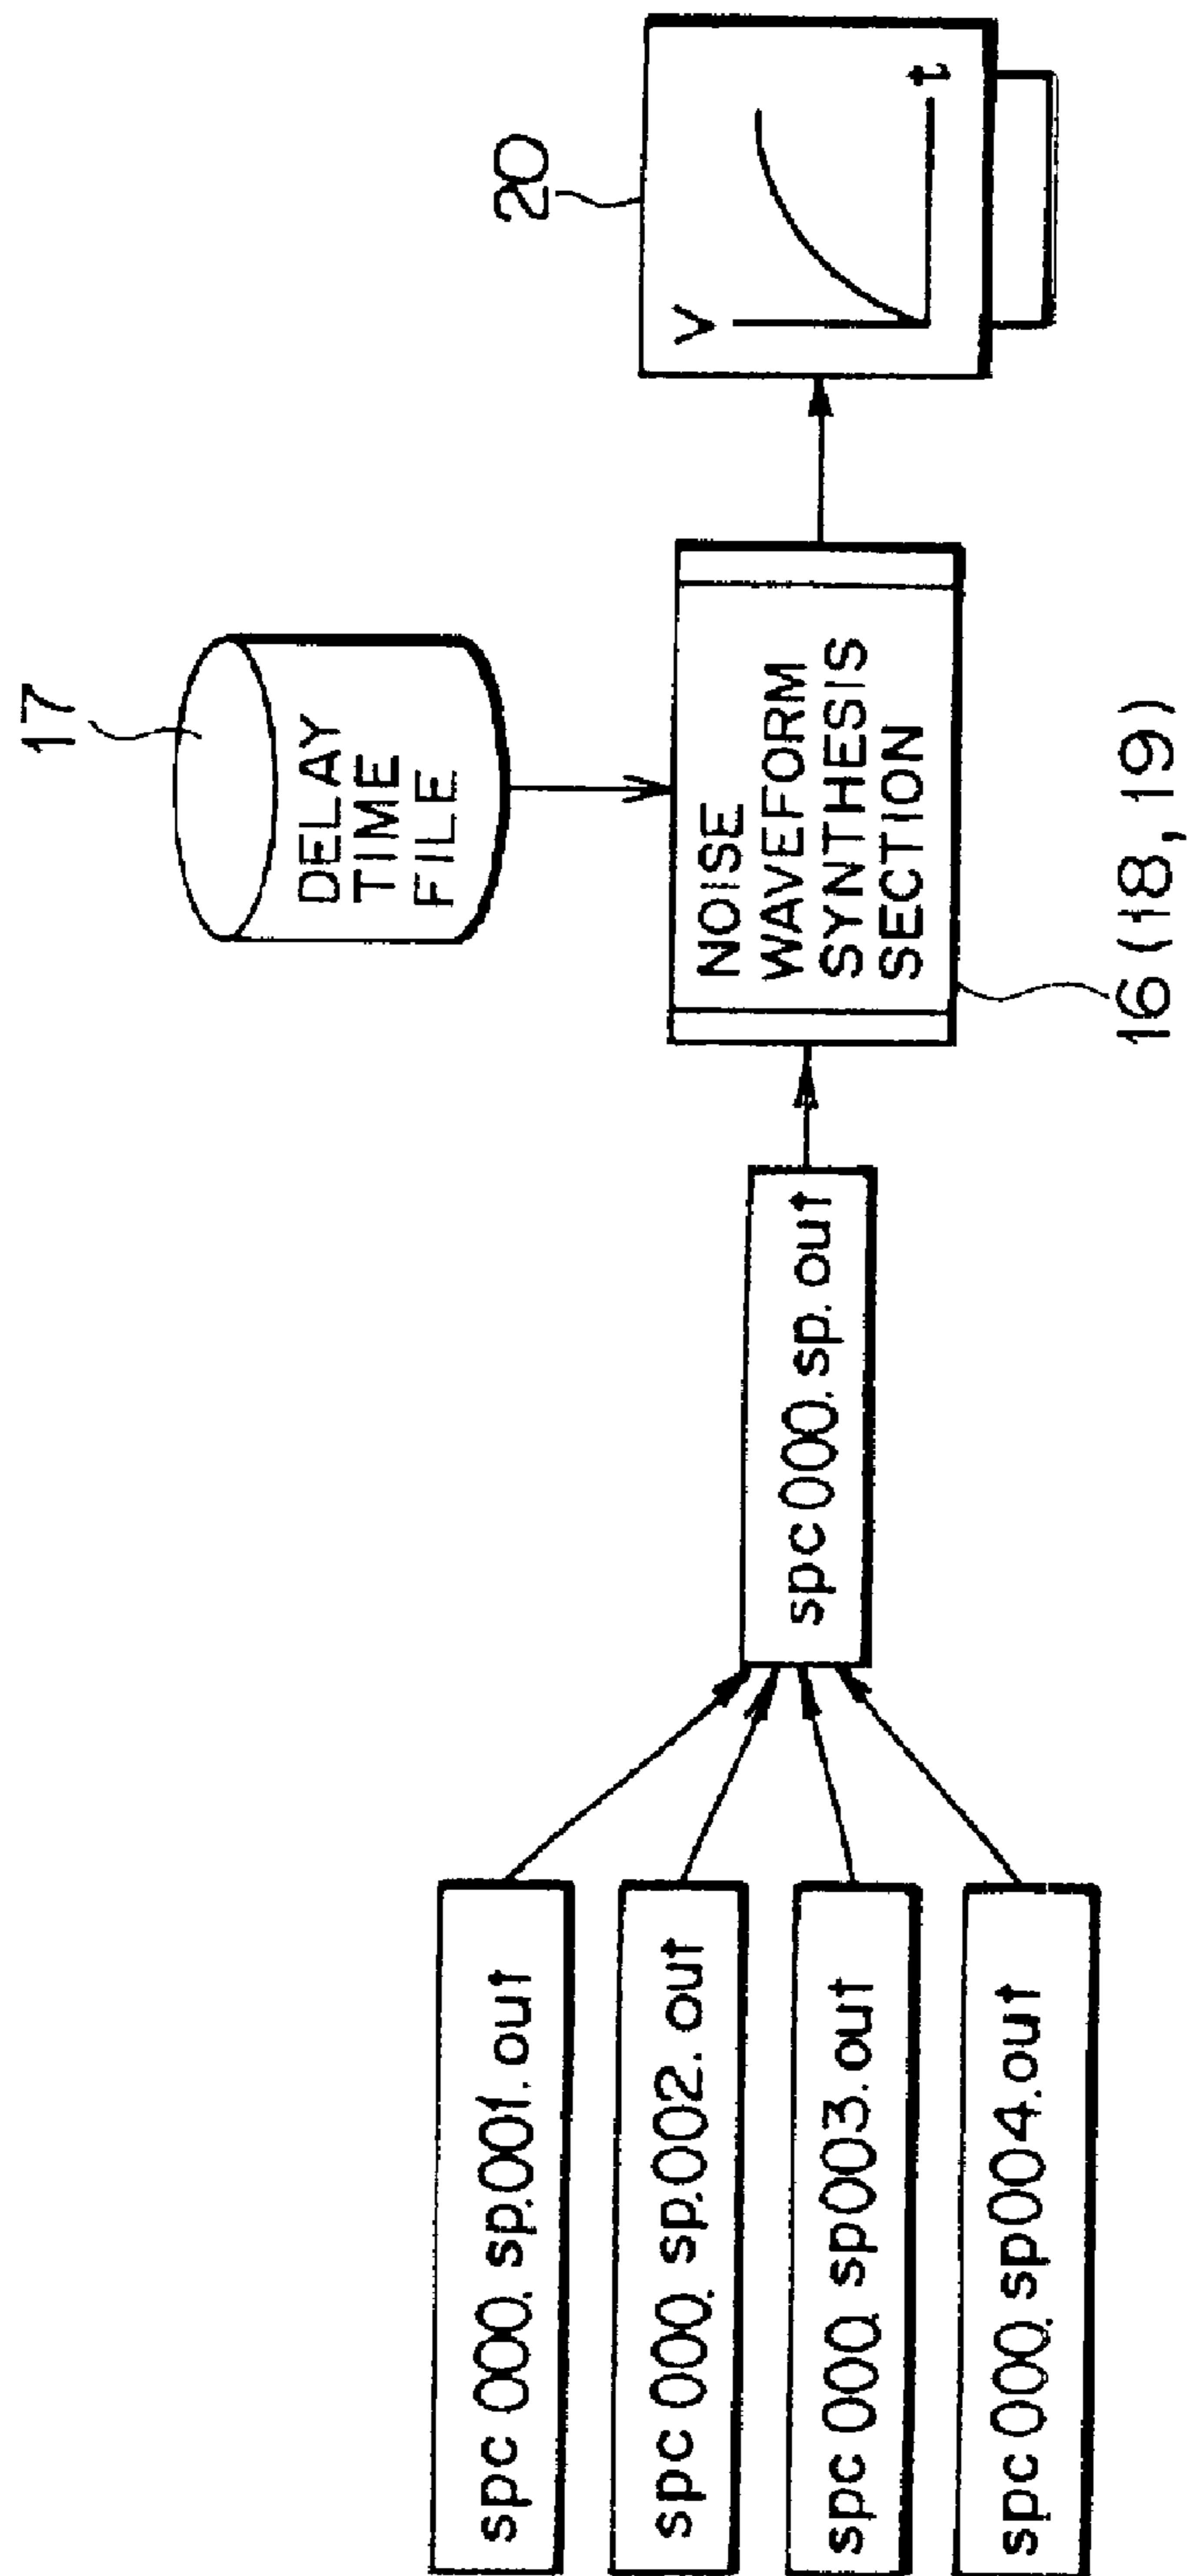 spc 000. sp.001.out
spc 000. sp.002.out
spc 000 sp003.out
spc 000. sp004.out
spc 000. sp. out
17
DELAY
TIME
FILE
NOISE
WAVEFORM
SYNTHESIS
SECTION
16 (18, 19)
20
V
t